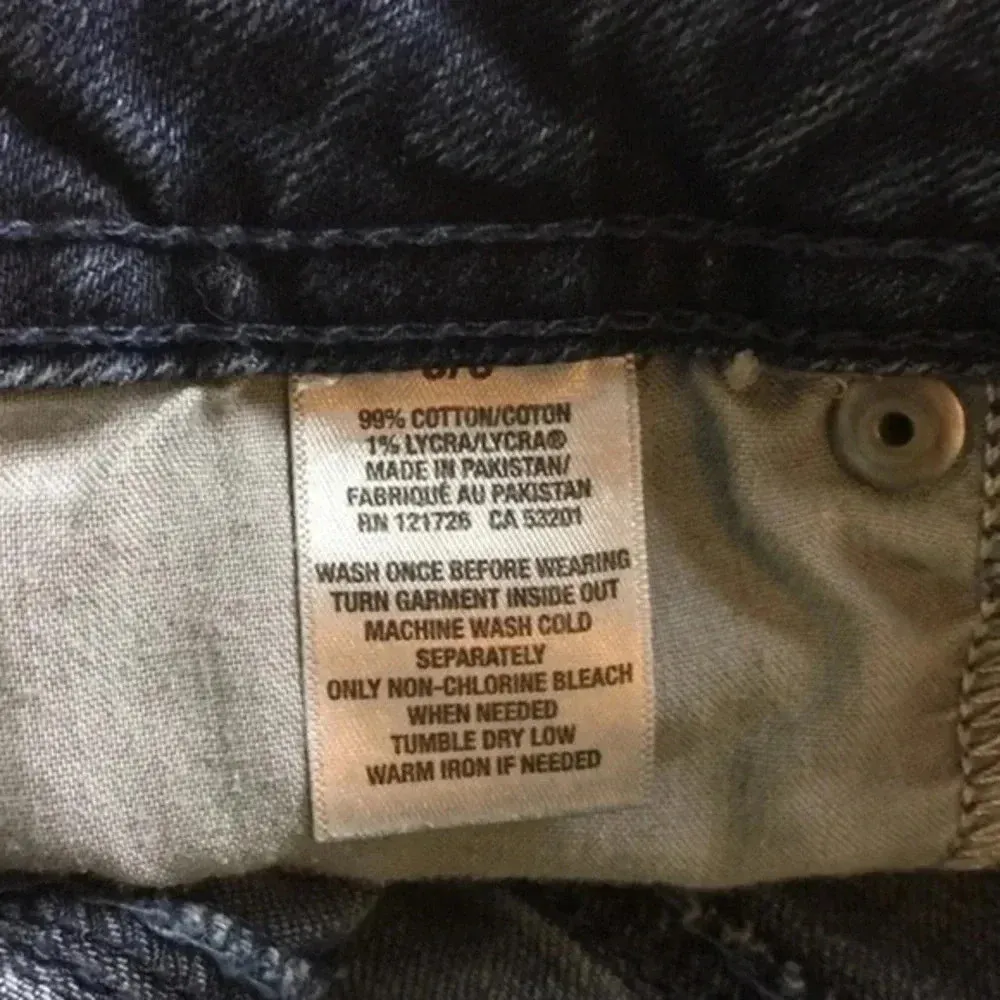 99% COTTON/COTON
1% LYCRA/LYCRA®
MADE IN PAKISTAN/
FABRIQUÉ AU PAKISTAN
RN 121726 CA 53201
WASH ONCE BEFORE WEARING
TURN GARMENT INSIDE OUT
MACHINE WASH COLD
SEPARATELY
ONLY NON-CHLORINE BLEACH
WHEN NEEDED
TUMBLE DRY LOW
WARM IRON IF NEEDED